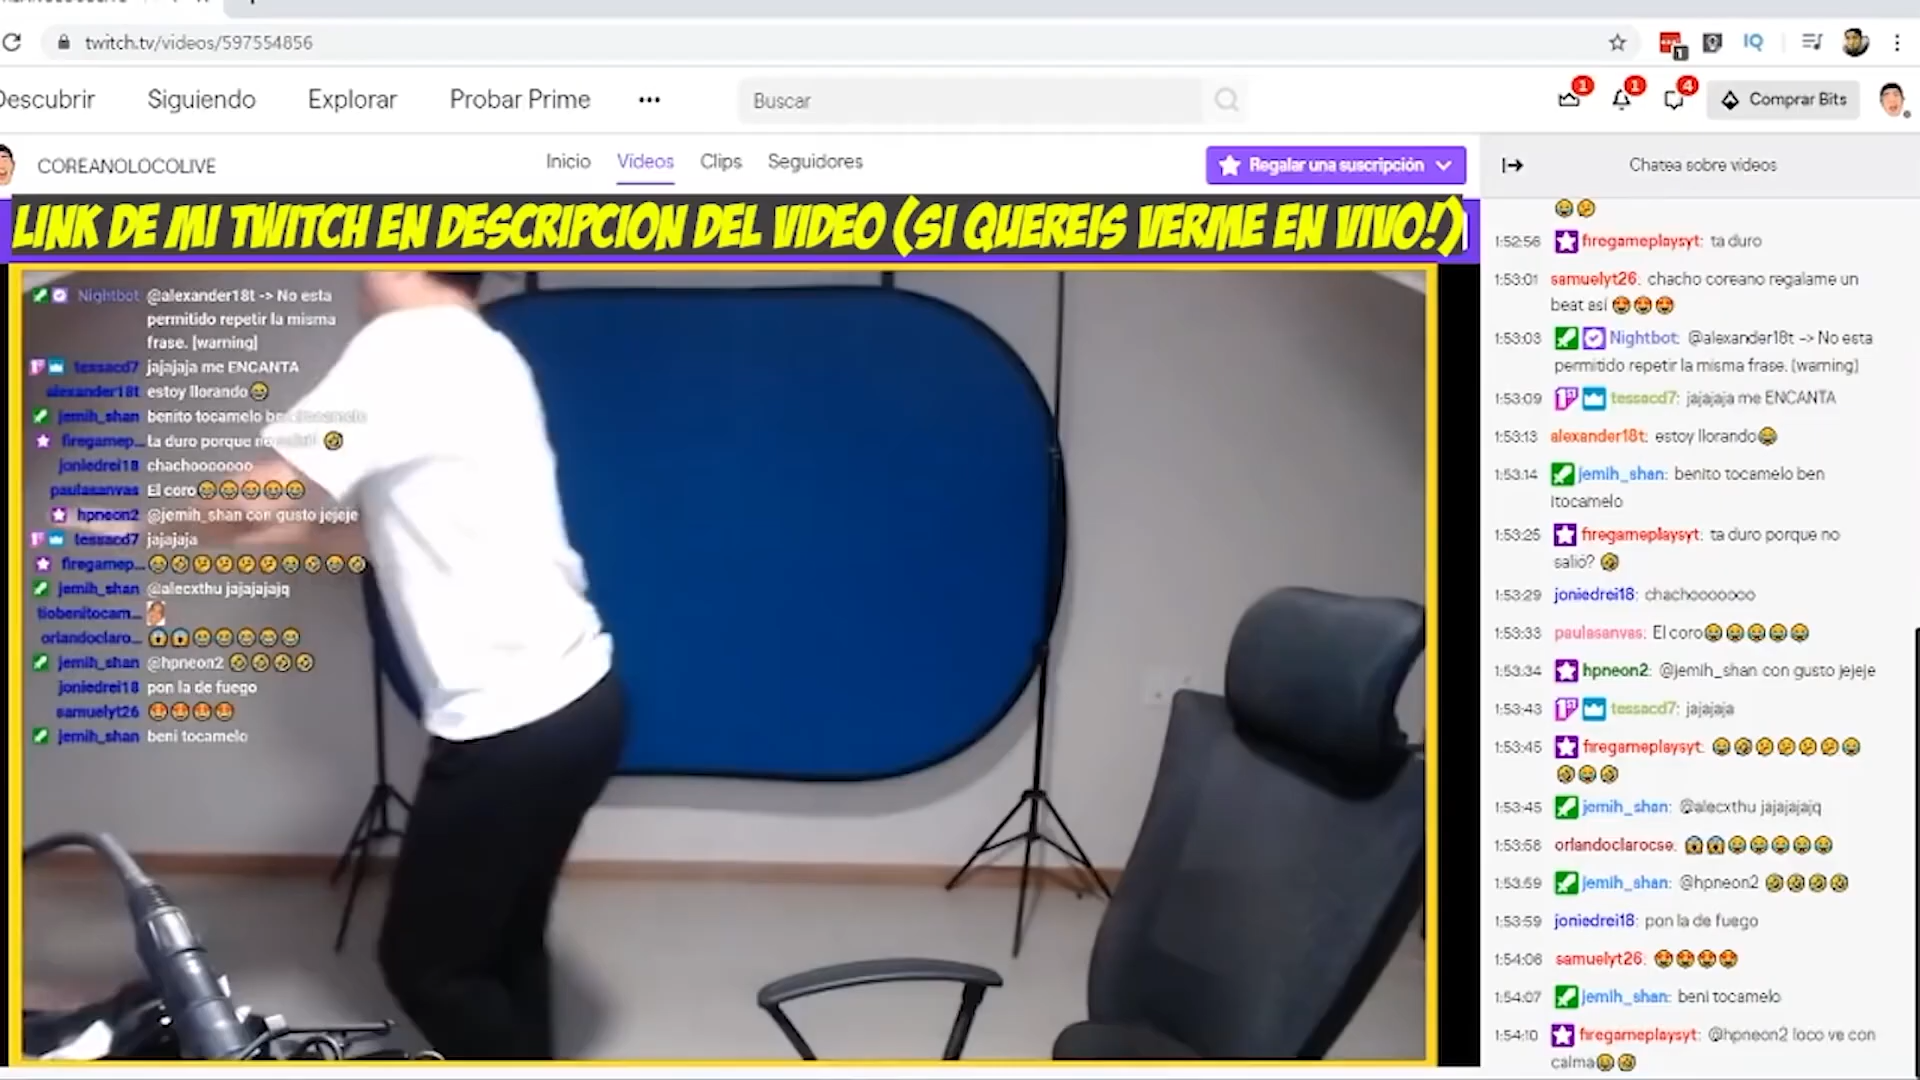 twitch.tv/videos/597554856
Descubrir Siguiendo Explorar Probar Prime ••• Buscar 1 1 4 Comprar Bits
COREANOLOCOLIVE Inicio Vídeos Clips Seguidores Regalar una suscripción
LINK DE MI TWITCH EN DESCRIPCION DEL VIDEO (SI QUEREIS VERME EN VIVO!)
Nightbot @alexander18t -> No esta
permitido repetir la misma
frase. [warning]
tessacd7 jajajaja me ENCANTA
alexander18t estoy llorando
jemih_shan benito tocamelo
firegamep... ta duro porque
joniedrei18 chachooooooo
paulasanvas El coro
hpneon2 @jemih_shan con gusto jejeje
tessacd7 jajajaja
firegamep...
jemih_shan @alecxthu jajajajajq
tiobenitocam...
orlandoclaro...
jemih_shan @hpneon2
joniedrei18 pon la de fuego
samuelyt26
jemih_shan beni tocamelo
Chatea sobre vídeos
1:52:56 firegameplaysyt: ta duro
1:53:01 samuelyt26: chacho coreano regalame un
beat así
1:53:03 Nightbot: @alexander18t -> No esta
permitido repetir la misma frase. [warning]
1:53:09 tessacd7: jajajaja me ENCANTA
1:53:13 alexander18t: estoy llorando
1:53:14 jemih_shan: benito tocamelo ben
itocamelo
1:53:25 firegameplaysyt: ta duro porque no
salió?
1:53:29 joniedrei18: chachooooooo
1:53:33 paulasanvas: El coro
1:53:34 hpneon2: @jemih_shan con gusto jejeje
1:53:43 tessacd7: jajajaja
1:53:45 firegameplaysyt:
1:53:45 jemih_shan: @alecxthu jajajajajq
1:53:58 orlandoclarocse:
1:53:59 jemih_shan: @hpneon2
1:53:59 joniedrei18: pon la de fuego
1:54:06 samuelyt26:
1:54:07 jemih_shan: beni tocamelo
1:54:10 firegameplaysyt: @hpneon2 loco ve con
calma